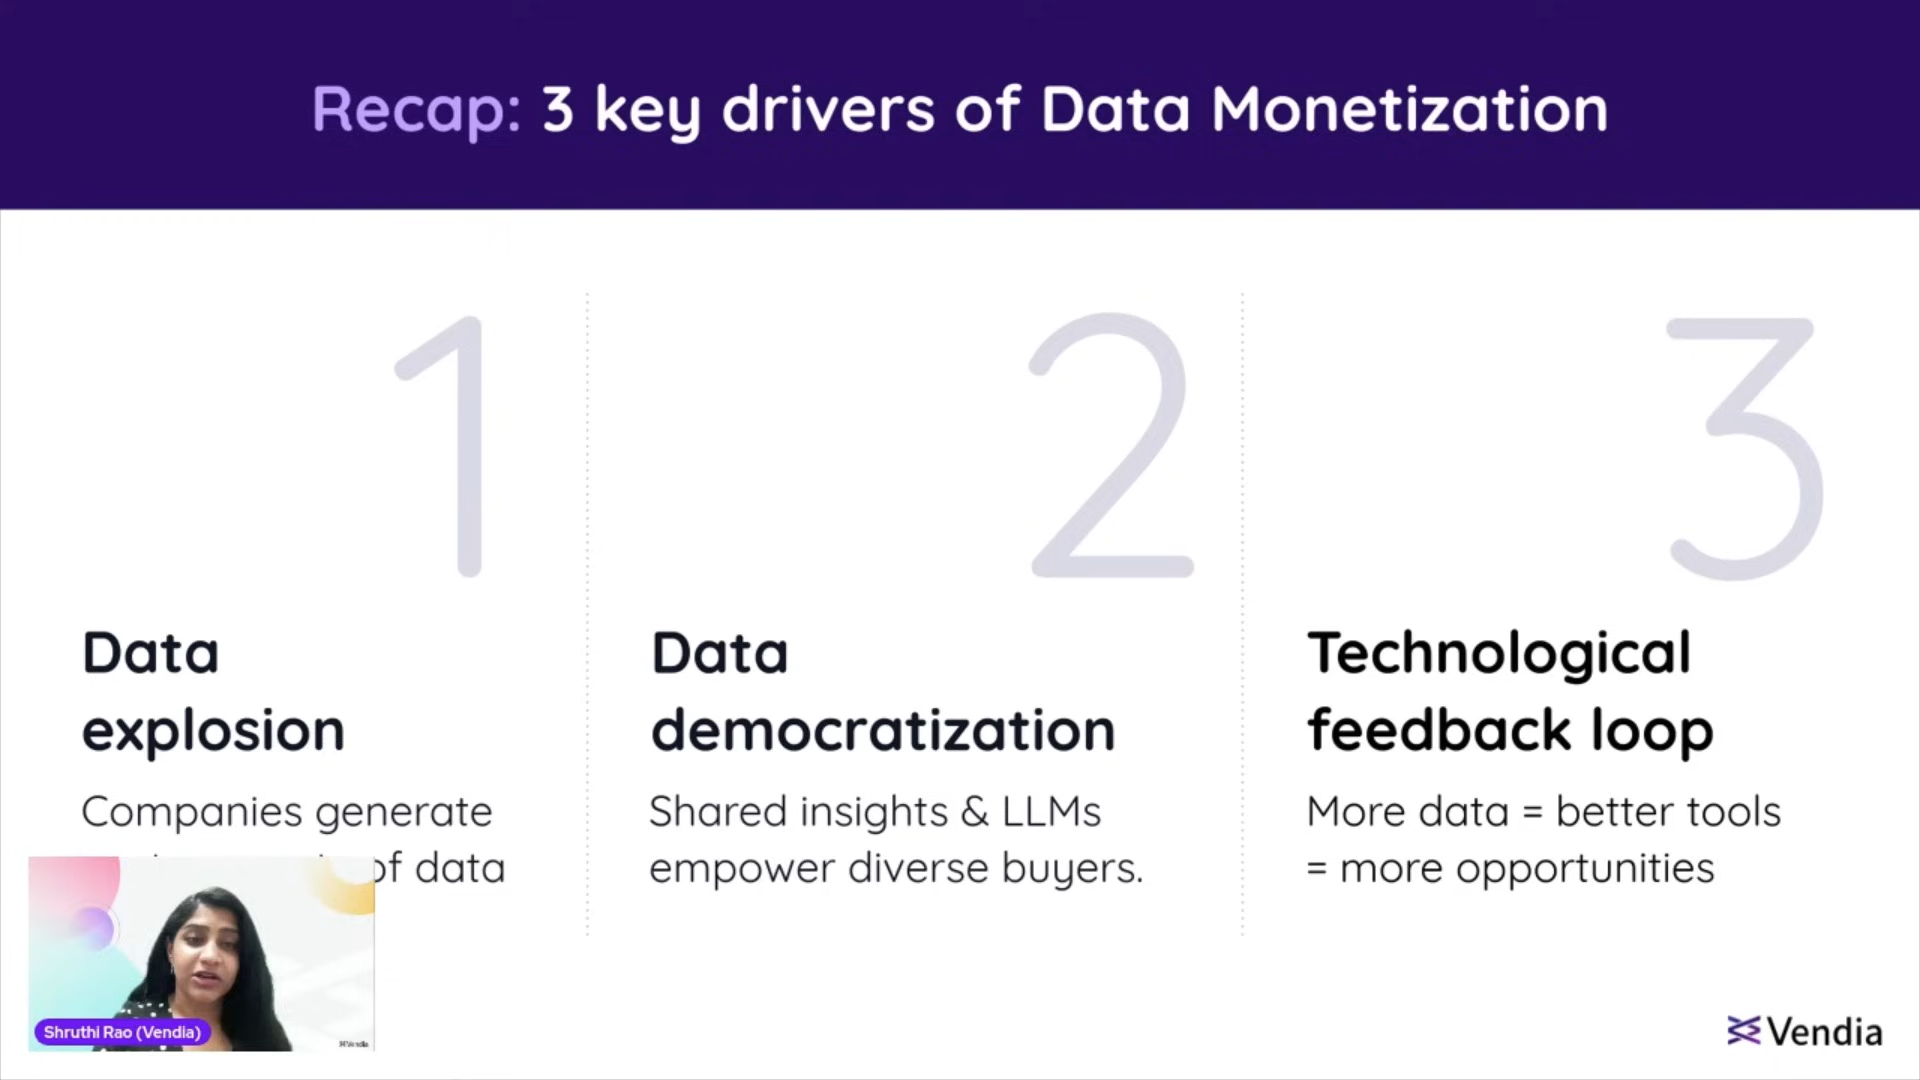 Recap: 3 key drivers of Data Monetization
1
2
3
Data
explosion
Companies generate
of data
Data
democratization
Shared insights & LLMs
empower diverse buyers.
Technological
feedback loop
More data = better tools
= more opportunities
Shruthi Rao (Vendia)
Vendia
Vendia